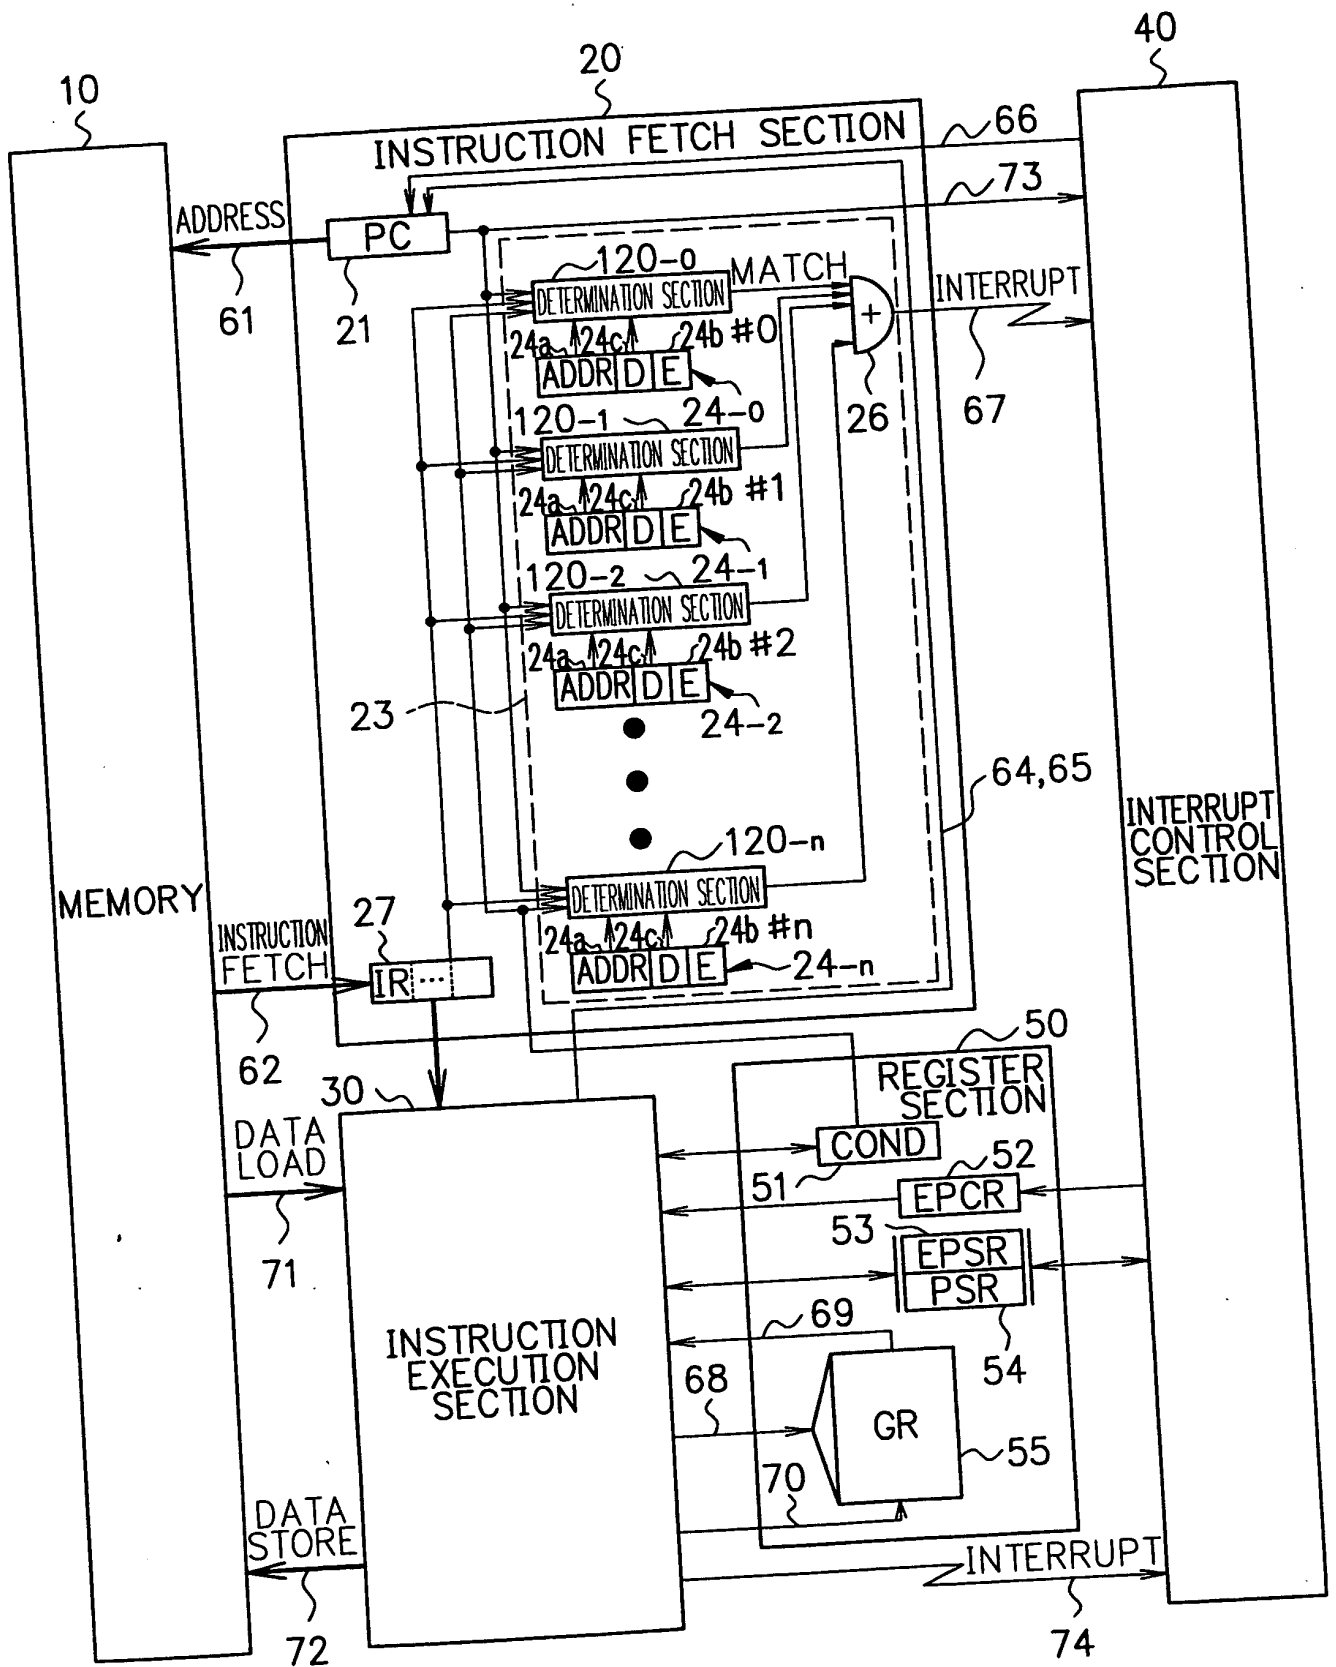 10
20
40
INSTRUCTION FETCH SECTION
66
73
ADDRESS
PC
61
21
120-0
MATCH
DETERMINATION SECTION
+
INTERRUPT
24a 24c 24b #0
ADDR D E
26
67
120-1 24-0
DETERMINATION SECTION
24a 24c 24b #1
ADDR D E
120-2 24-1
DETERMINATION SECTION
24a 24c 24b #2
ADDR D E
23
24-2
64,65
INTERRUPT
CONTROL
SECTION
120-n
MEMORY
DETERMINATION SECTION
27
INSTRUCTION
FETCH
24a 24c 24b #n
IR ...
ADDR D E
24-n
62
50
30
REGISTER
SECTION
DATA
LOAD
COND
51
52
EPCR
71
53
EPSR
PSR
69
54
INSTRUCTION
EXECUTION
SECTION
68
GR
55
70
DATA
STORE
INTERRUPT
72
74